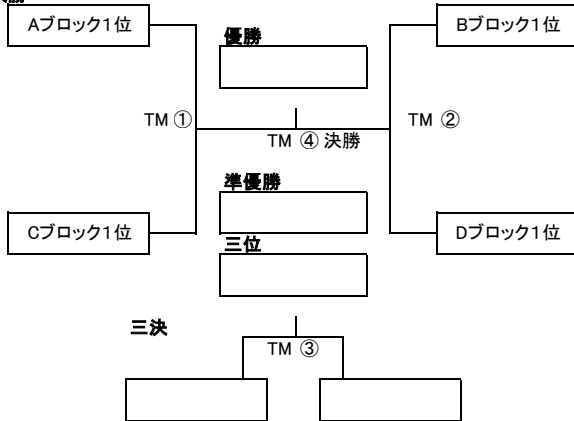 勝
Aブロック1位
Bブロック1位
優勝
TM ①
TM ②
TM ④ 決勝
準優勝
Cブロック1位
Dブロック1位
三位
三決
TM ③